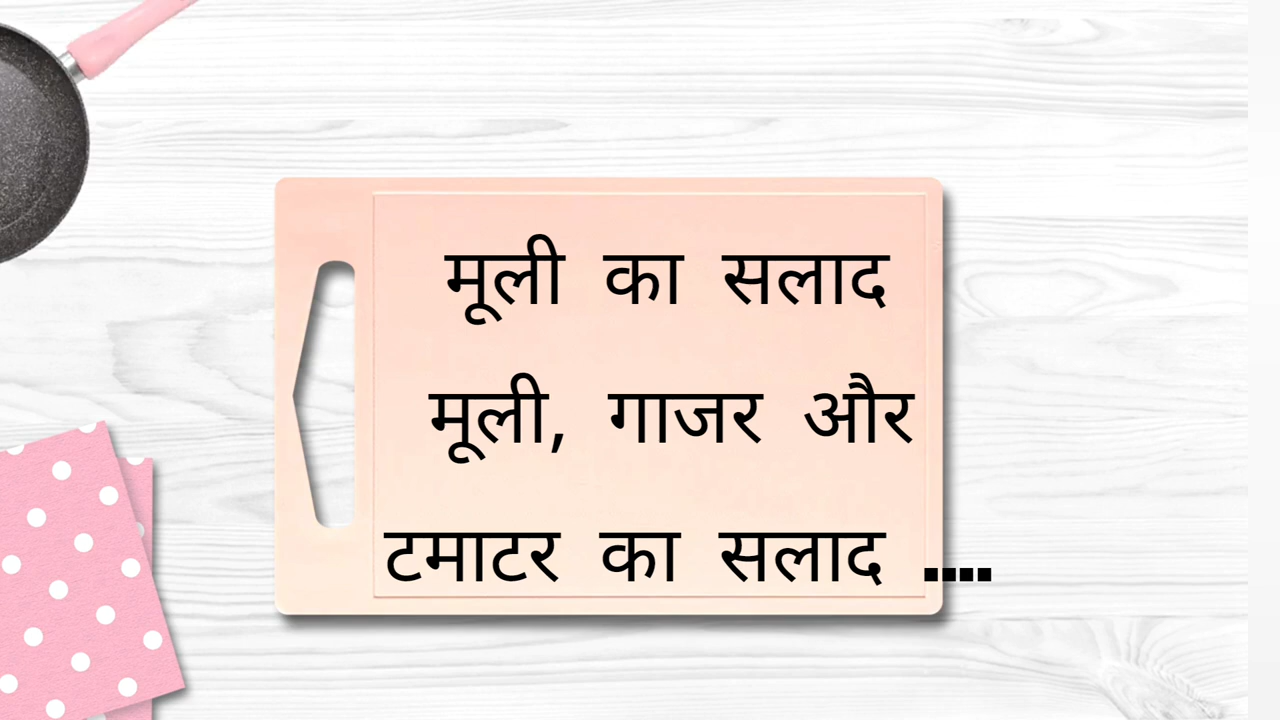 मूली का सलाद
मूली, गाजर और
टमाटर का सलाद ....